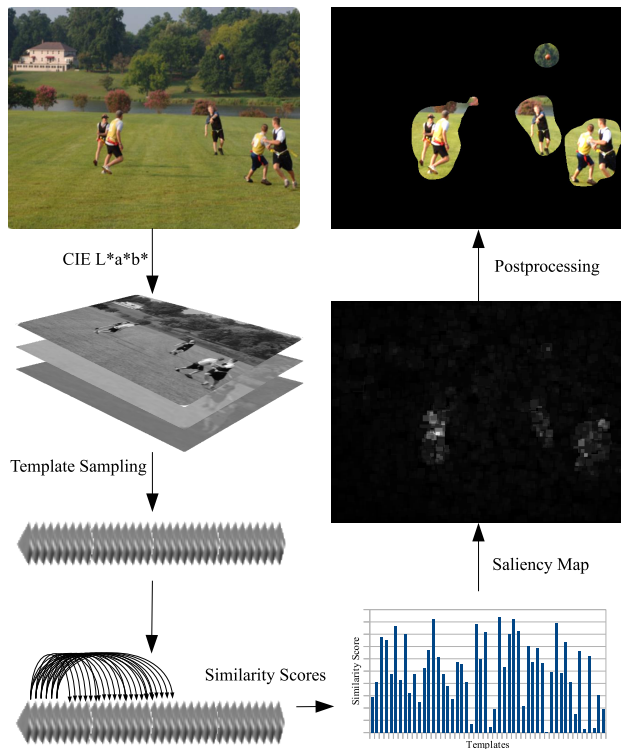 CIE L*a*b*
Template Sampling
Similarity Scores
Similarity Score
Templates
Saliency Map
Postprocessing